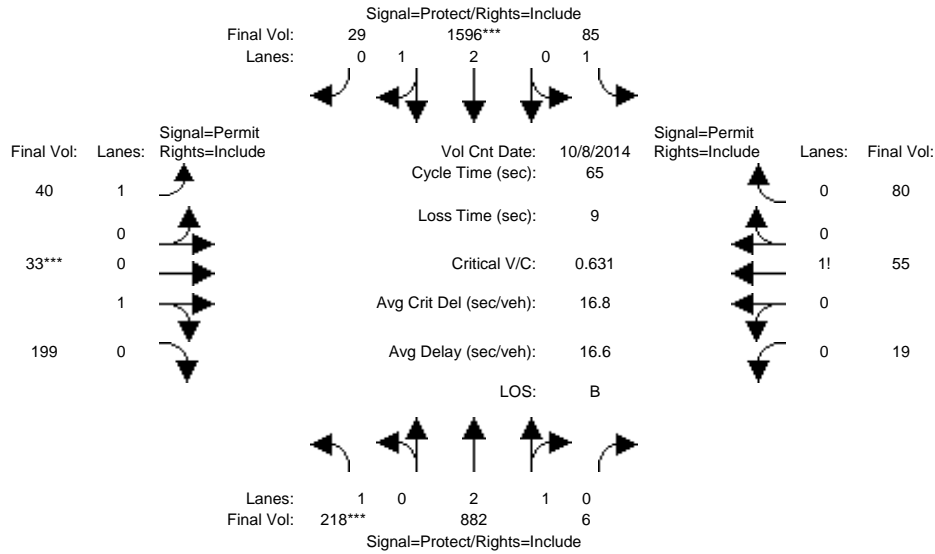 Signal=Protect/Rights=Include
Final Vol: 29 1596*** 85
Lanes: 0 1 2 0 1
Signal=Permit
Final Vol: Lanes: Rights=Include
Vol Cnt Date: 10/8/2014
Signal=Permit
Rights=Include Lanes: Final Vol:
Cycle Time (sec): 65
40 1
0 80
Loss Time (sec): 9
0
0
33*** 0
Critical V/C: 0.631
1! 55
1
Avg Crit Del (sec/veh): 16.8
0
199 0
Avg Delay (sec/veh): 16.6
0 19
LOS: B
Lanes: 1 0 2 1 0
Final Vol: 218*** 882 6
Signal=Protect/Rights=Include